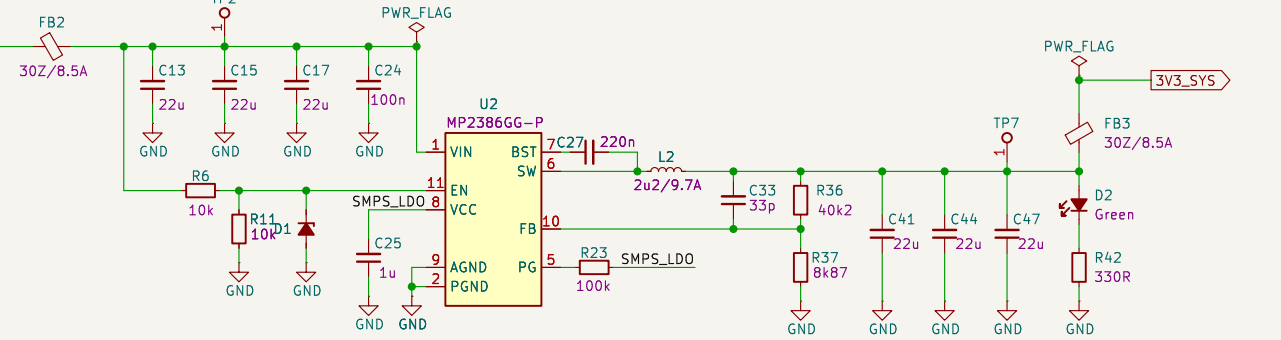 TP2
1
PWR_FLAG
FB2
30Z/8.5A
C13
22u
GND
C15
22u
GND
C17
22u
GND
C24
100n
GND
R6
10k
R11
10k
GND
D1
GND
SMPS_LDO
C25
1u
GND
GND
U2
MP2386GG-P
1 VIN
11 EN
8 VCC
9 AGND
2 PGND
BST 7
SW 6
FB 10
PG 5
C27
220n
L2
2u2/9.7A
R23
100k
SMPS_LDO
C33
33p
R36
40k2
R37
8k87
GND
C41
22u
GND
C44
22u
GND
TP7
1
C47
22u
GND
PWR_FLAG
3V3_SYS
FB3
30Z/8.5A
D2
Green
R42
330R
GND